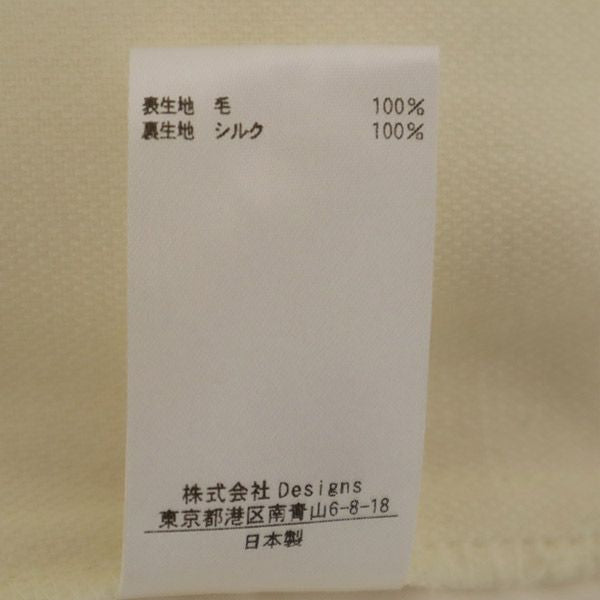 表生地 毛 100%
裏生地 シルク 100%
株式会社 Designs
東京都港区南青山6-8-18
日本製